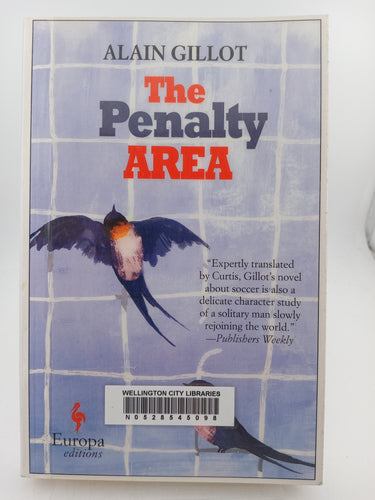 ALAIN GILLOT
The
Penalty
AREA
“Expertly translated
by Curtis, Gillot’s novel
about soccer is also a
delicate character study
of a solitary man slowly
rejoining the world.”
—Publishers Weekly
WELLINGTON CITY LIBRARIES
N0528545098
Europa
editions